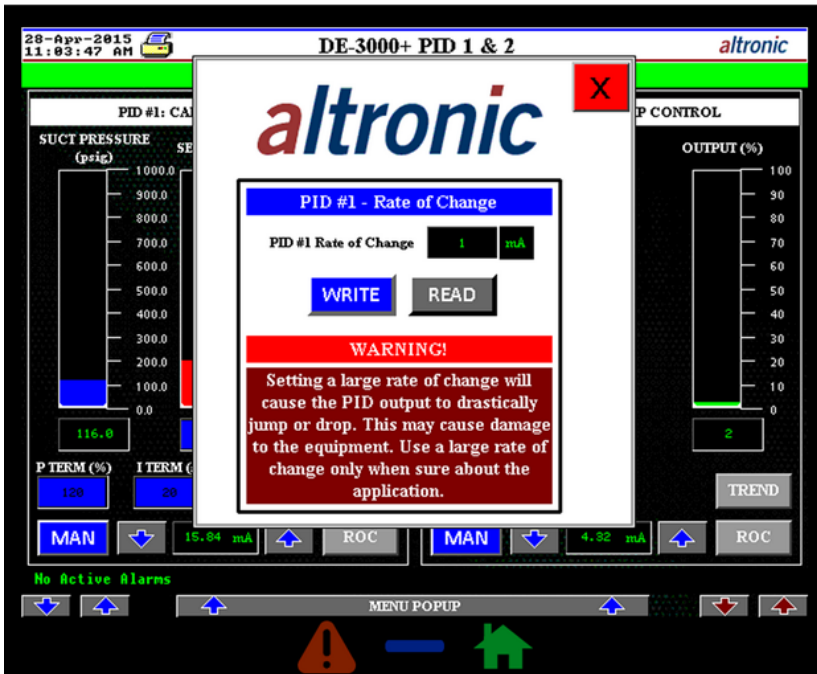 28-Apr-2015
11:03:47 AM
DE-3000+ PID 1 & 2
altronic
X
altronic
PID #1: CA
P CONTROL
SUCT PRESSURE
(psig)
SE
OUTPUT (%)
1000.0
900.0
800.0
700.0
600.0
500.0
400.0
300.0
200.0
100.0
0.0
100
90
80
70
60
50
40
30
20
10
0
PID #1 - Rate of Change
PID #1 Rate of Change 1 mA
WRITE READ
WARNING!
Setting a large rate of change will
cause the PID output to drastically
jump or drop. This may cause damage
to the equipment. Use a large rate of
change only when sure about the
application.
116.0
2
P TERM (%) I TERM (
120 20
TREND
MAN 15.84 mA ROC MAN 4.32 mA ROC
No Active Alarms
MENU POPUP